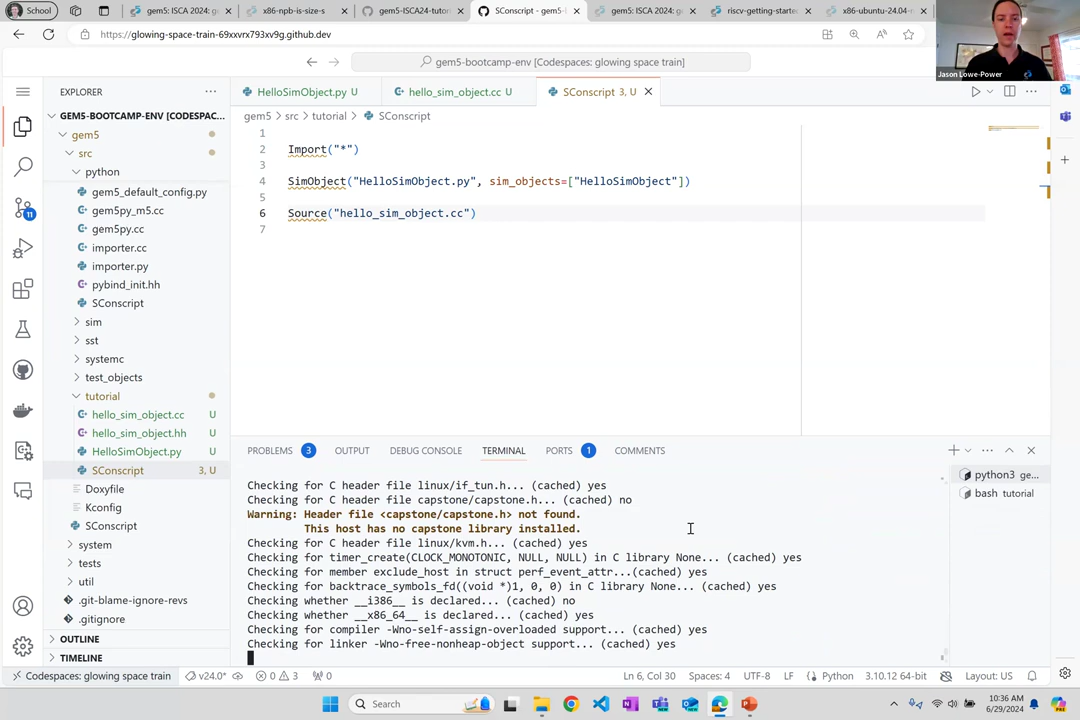 School
gem5: ISCA 2024: g
x86-npb-is-size-s
gem5-ISCA24-tutor
SConscript - gem5-
gem5: ISCA 2024: g
riscv-getting-starte
x86-ubuntu-24.04-
https://glowing-space-train-69xxvrx793xv9g.github.dev
gem5-bootcamp-env [Codespaces: glowing space train]
Jason Lowe-Power
EXPLORER
HelloSimObject.py U
hello_sim_object.cc U
SConscript 3, U
gem5 > src > tutorial > SConscript
GEM5-BOOTCAMP-ENV [CODESPAC...
gem5
src
python
gem5_default_config.py
gem5py_m5.cc
gem5py.cc
importer.cc
importer.py
pybind_init.hh
SConscript
sim
sst
systemc
test_objects
tutorial
hello_sim_object.cc U
hello_sim_object.hh U
HelloSimObject.py U
SConscript 3, U
Doxyfile
Kconfig
SConscript
system
tests
util
.git-blame-ignore-revs
.gitignore
OUTLINE
TIMELINE
11
1
2 Import("*")
3
4 SimObject("HelloSimObject.py", sim_objects=["HelloSimObject"])
5
6 Source("hello_sim_object.cc")
7
PROBLEMS 3 OUTPUT DEBUG CONSOLE TERMINAL PORTS 1 COMMENTS
python3 ge...
bash tutorial
Checking for C header file linux/if_tun.h... (cached) yes
Checking for C header file capstone/capstone.h... (cached) no
Warning: Header file <capstone/capstone.h> not found.
This host has no capstone library installed.
Checking for C header file linux/kvm.h... (cached) yes
Checking for timer_create(CLOCK_MONOTONIC, NULL, NULL) in C library None... (cached) yes
Checking for member exclude_host in struct perf_event_attr...(cached) yes
Checking for backtrace_symbols_fd((void *)1, 0, 0) in C library None... (cached) yes
Checking whether __i386__ is declared... (cached) no
Checking whether __x86_64__ is declared... (cached) yes
Checking for compiler -Wno-self-assign-overloaded support... (cached) yes
Checking for linker -Wno-free-nonheap-object support... (cached) yes
Codespaces: glowing space train v24.0* 0 3 0 Ln 6, Col 30 Spaces: 4 UTF-8 LF Python 3.10.12 64-bit Layout: US
Search
10:36 AM
6/29/2024